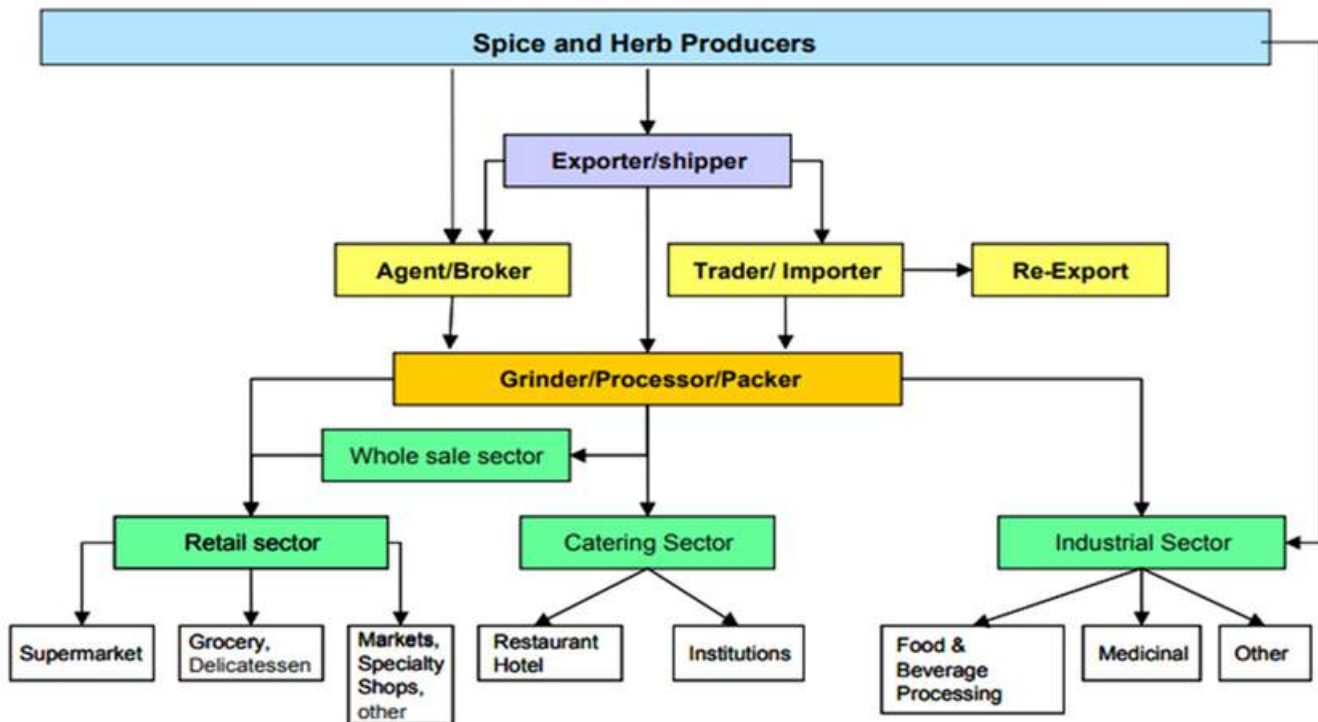 Spice and Herb Producers
Exporter/shipper
Agent/Broker
Trader/ Importer
Re-Export
Grinder/Processor/Packer
Whole sale sector
Retail sector
Catering Sector
Industrial Sector
Supermarket
Grocery,
Delicatessen
Markets,
Specialty
Shops,
other
Restaurant
Hotel
Institutions
Food &
Beverage
Processing
Medicinal
Other